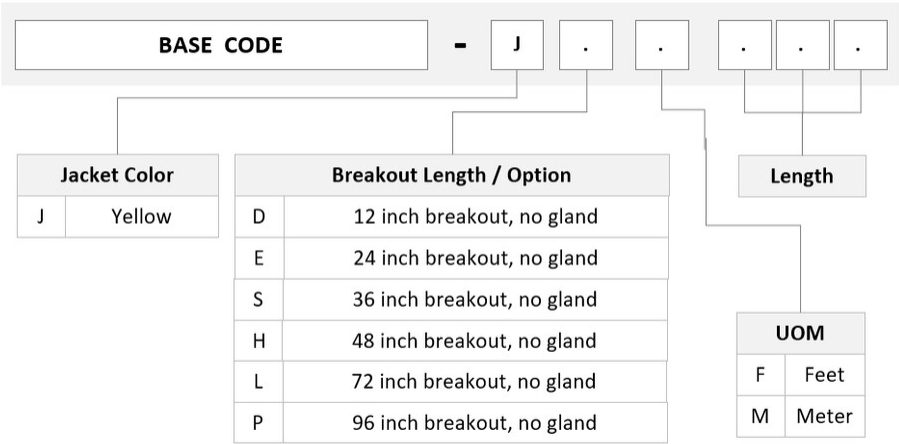 BASE CODE - J . . . . .
Jacket Color
J Yellow
Breakout Length / Option
D 12 inch breakout, no gland
E 24 inch breakout, no gland
S 36 inch breakout, no gland
H 48 inch breakout, no gland
L 72 inch breakout, no gland
P 96 inch breakout, no gland
Length
UOM
F Feet
M Meter